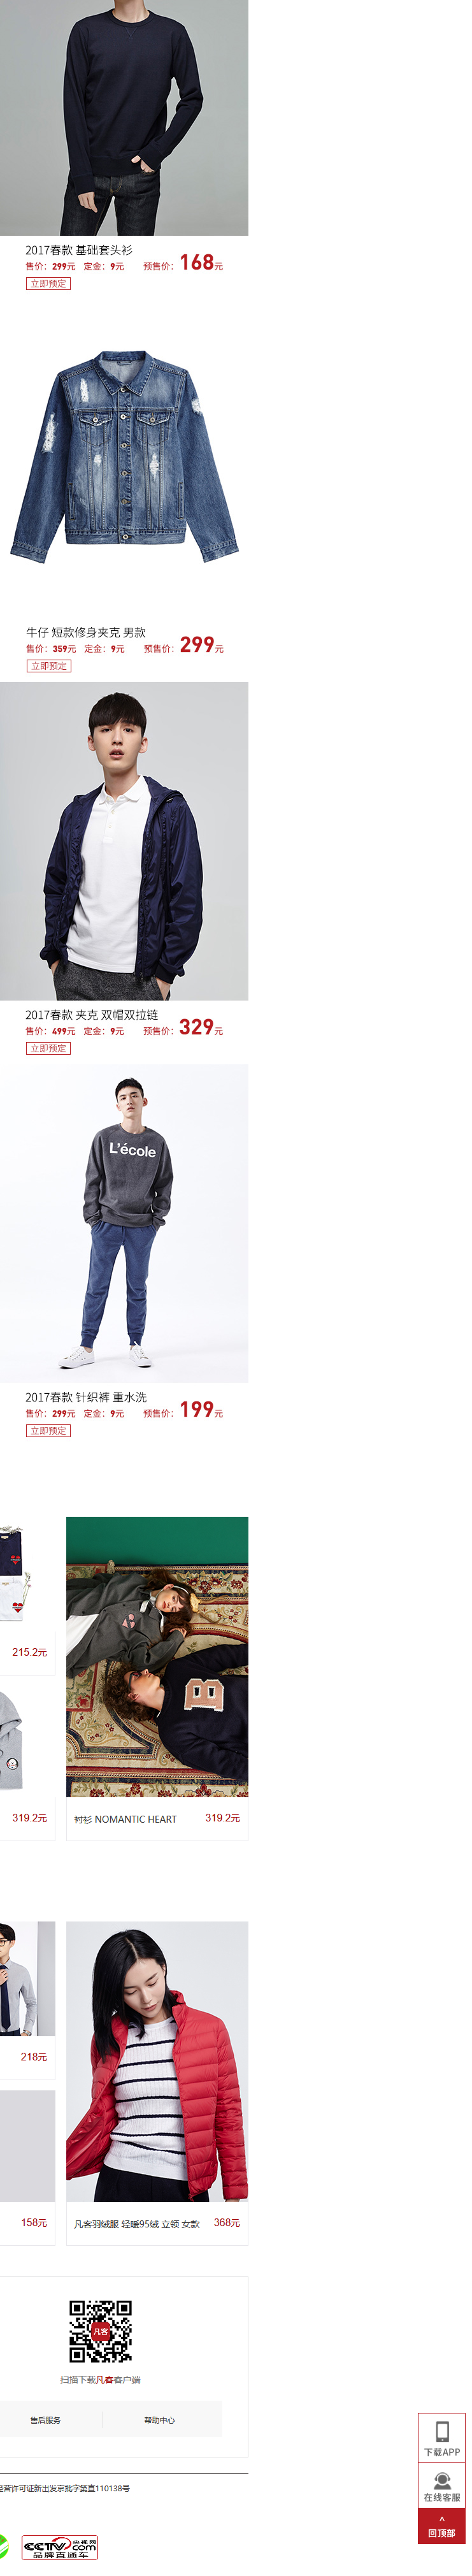 2017春款 基础套头衫
售价：299元 定金：9元 预售价：168元
立即预定
牛仔 短款修身夹克 男款
售价：359元 定金：9元 预售价：299元
立即预定
2017春款 夹克 双帽双拉链
售价：499元 定金：9元 预售价：329元
立即预定
L'école
2017春款 针织裤 重水洗
售价：299元 定金：9元 预售价：199元
立即预定
215.2元
B
319.2元
衬衫 NOMANTIC HEART 319.2元
218元
158元
凡客羽绒服 轻暖95绒 立领 女款 368元
凡客
扫描下载凡客客户端
售后服务 帮助中心
下载APP
在线客服
^
回顶部
经营许可证新出发京批字第直110138号
CCTV.com 央视网
品牌直通车